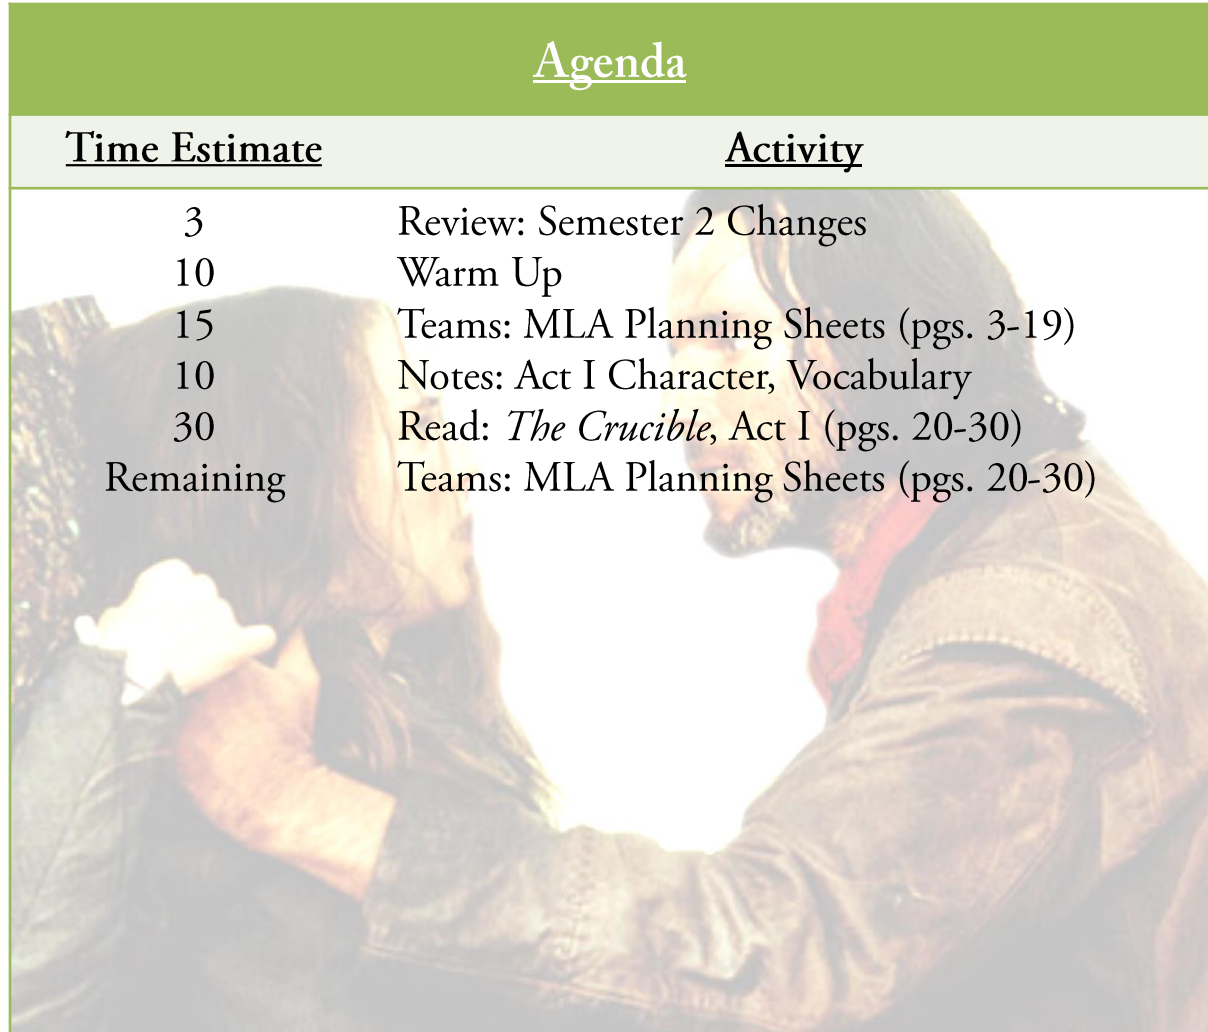 Agenda
Time Estimate Activity
3 Review: Semester 2 Changes
10 Warm Up
15 Teams: MLA Planning Sheets (pgs. 3-19)
10 Notes: Act I Character, Vocabulary
30 Read: The Crucible, Act I (pgs. 20-30)
Remaining Teams: MLA Planning Sheets (pgs. 20-30)